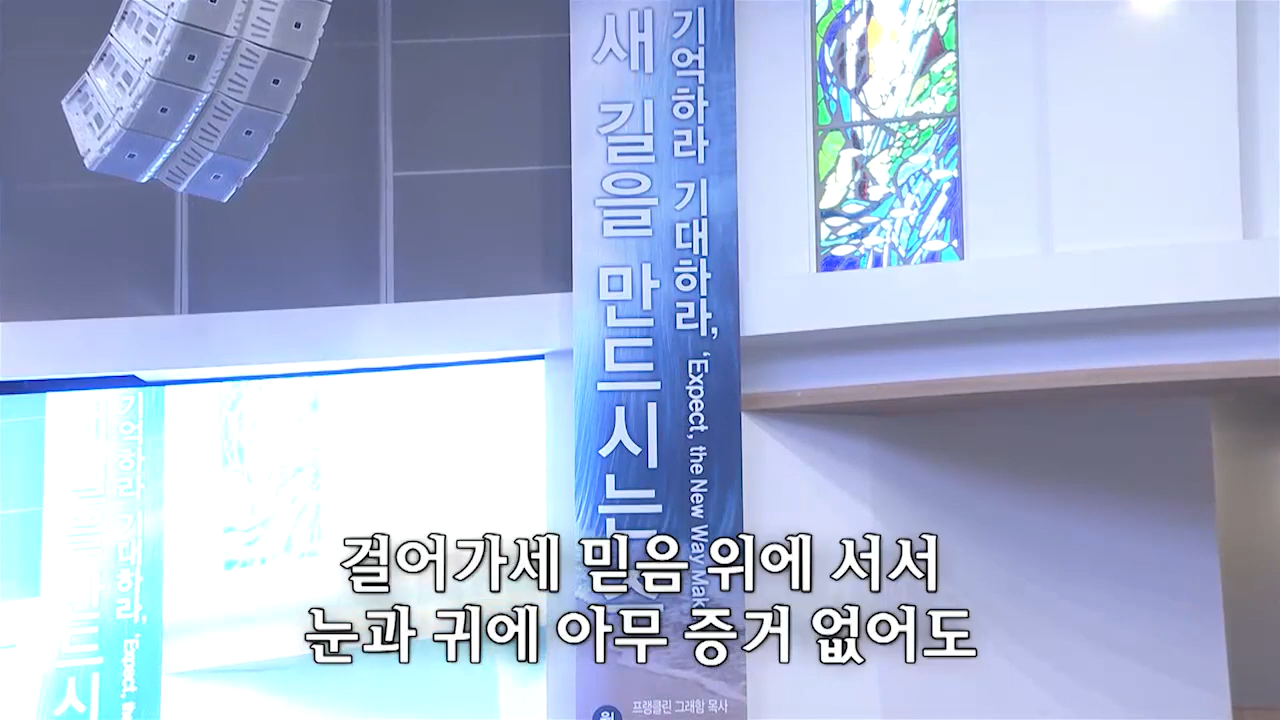 기억하라 기대하라, 'Expect, the New Way Mak
새 길을 만드시는
걸어가세 믿음 위에 서서
눈과 귀에 아무 증거 없어도
프랭클린 그래함 목사